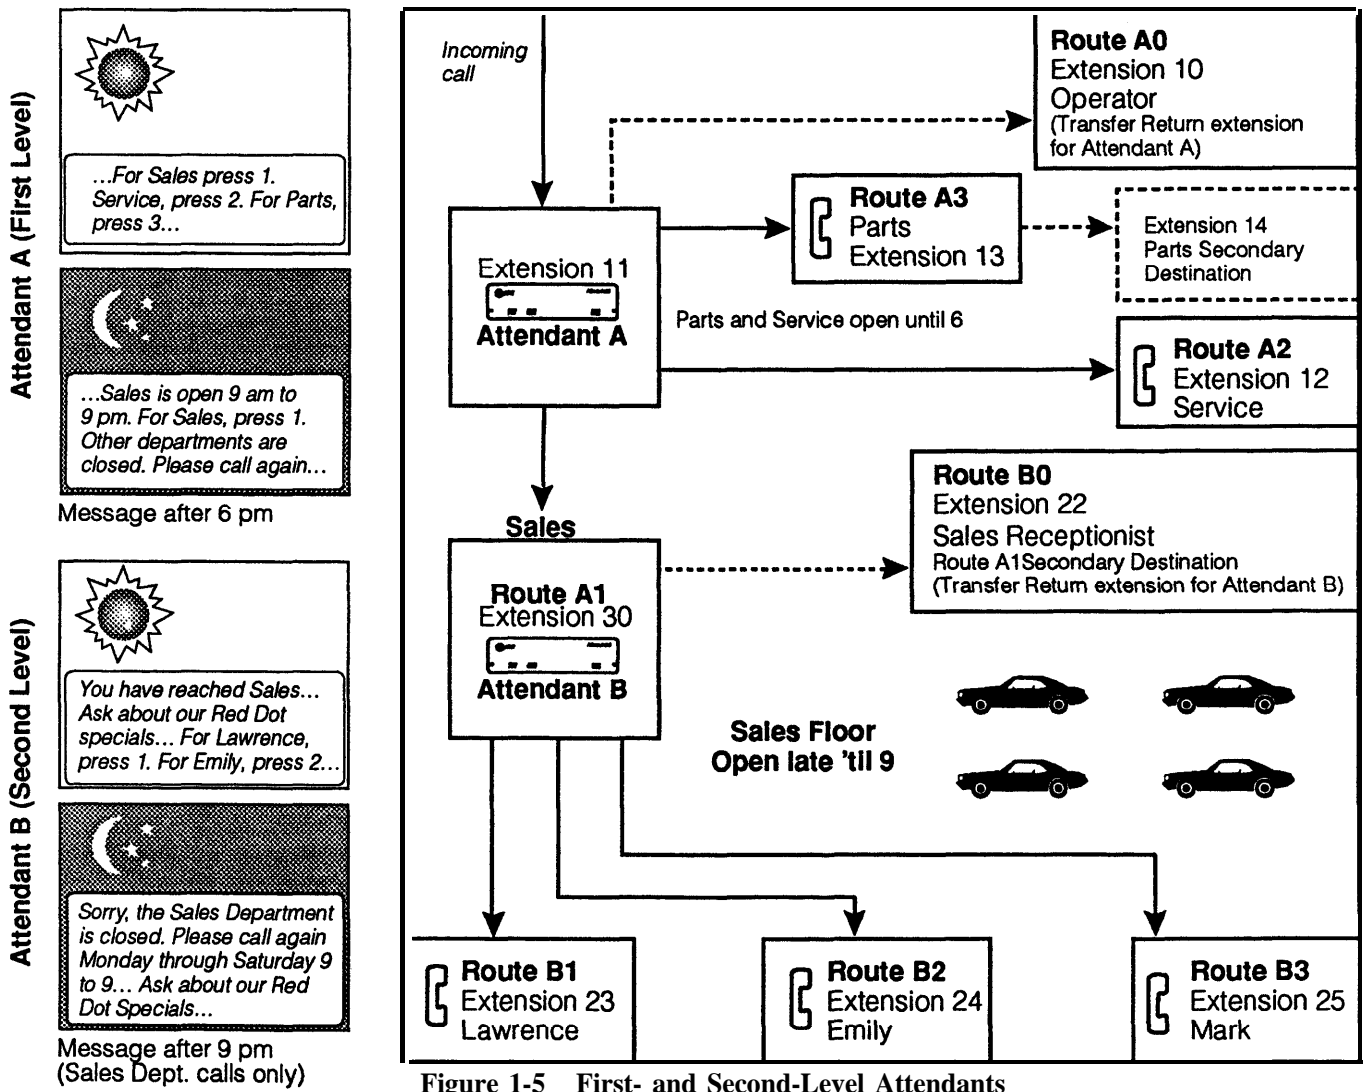 Attendant A (First Level)
...For Sales press 1.
Service, press 2. For Parts,
press 3...
...Sales is open 9 am to
9 pm. For Sales, press 1.
Other departments are
closed. Please call again...
Message after 6 pm
Attendant B (Second Level)
You have reached Sales...
Ask about our Red Dot
specials... For Lawrence,
press 1. For Emily, press 2...
Sorry, the Sales Department
is closed. Please call again
Monday through Saturday 9
to 9... Ask about our Red
Dot Specials...
Message after 9 pm
(Sales Dept. calls only)
Incoming
call
Route A0
Extension 10
Operator
(Transfer Return extension
for Attendant A)
Route A3
Parts
Extension 13
Extension 14
Parts Secondary
Destination
Extension 11
Attendant A
Parts and Service open until 6
Route A2
Extension 12
Service
Sales
Route A1
Extension 30
Attendant B
Route B0
Extension 22
Sales Receptionist
Route A1Secondary Destination
(Transfer Return extension for Attendant B)
Sales Floor
Open late 'til 9
Route B1
Extension 23
Lawrence
Route B2
Extension 24
Emily
Route B3
Extension 25
Mark
Figure 1-5 First- and Second-Level Attendants